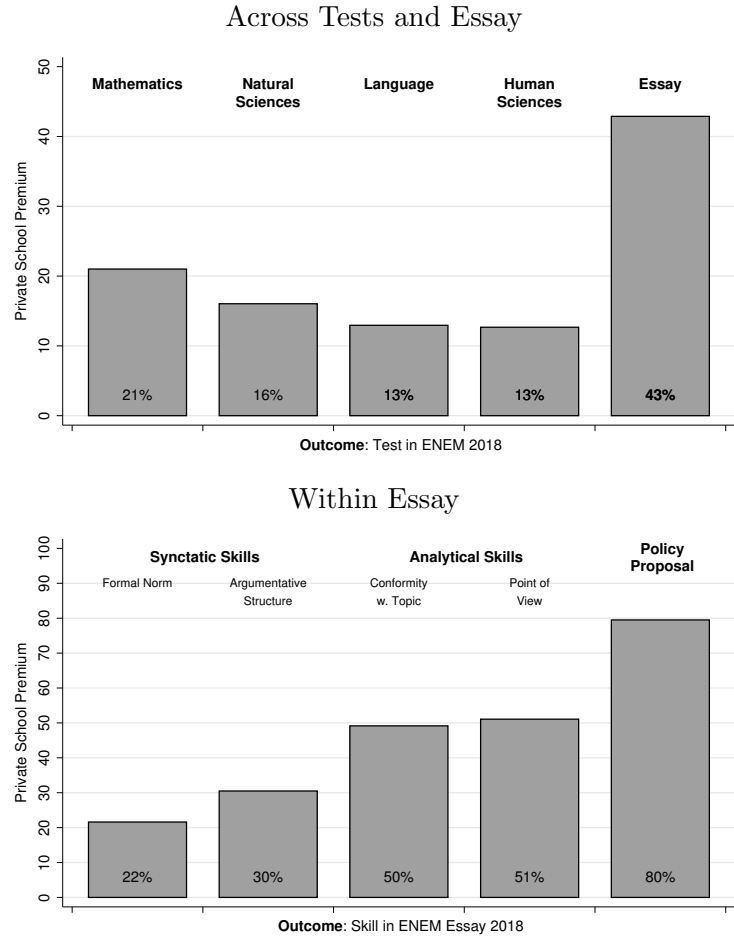 Across Tests and Essay
50
40
30
20
10
0
Private School Premium
Mathematics
Natural
Sciences
Language
Human
Sciences
Essay
21%
16%
13%
13%
43%
Outcome: Test in ENEM 2018
Within Essay
100
90
80
70
60
50
40
30
20
10
0
Private School Premium
Synctatic Skills
Analytical Skills
Policy
Proposal
Formal Norm
Argumentative
Structure
Conformity
w. Topic
Point of
View
22%
30%
50%
51%
80%
Outcome: Skill in ENEM Essay 2018